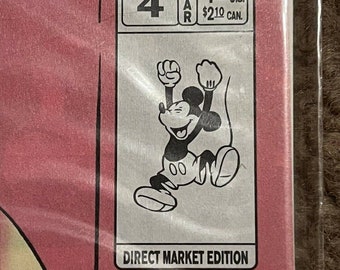 4
AR
$2.10 CAN.
DIRECT MARKET EDITION